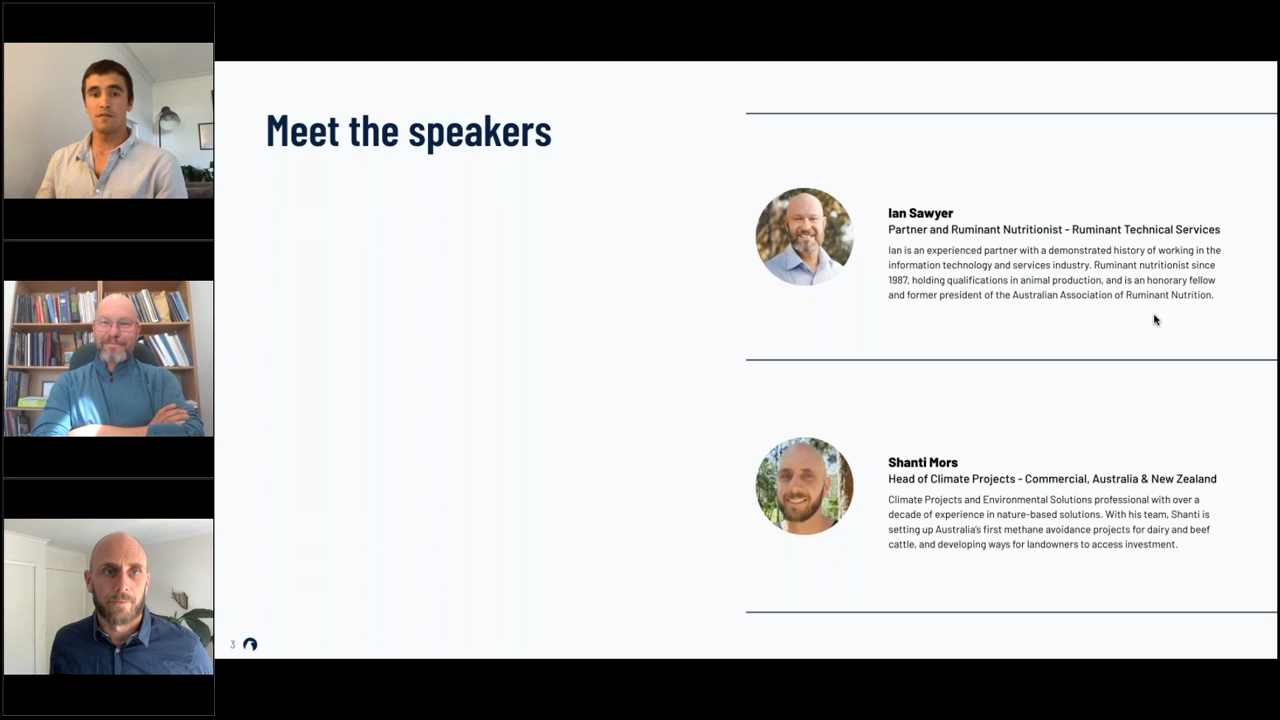 Meet the speakers
Ian Sawyer
Partner and Ruminant Nutritionist - Ruminant Technical Services
Ian is an experienced partner with a demonstrated history of working in the
information technology and services industry. Ruminant nutritionist since
1987, holding qualifications in animal production, and is an honorary fellow
and former president of the Australian Association of Ruminant Nutrition.
Shanti Mors
Head of Climate Projects - Commercial, Australia & New Zealand
Climate Projects and Environmental Solutions professional with over a
decade of experience in nature-based solutions. With his team, Shanti is
setting up Australia's first methane avoidance projects for dairy and beef
cattle, and developing ways for landowners to access investment.
3